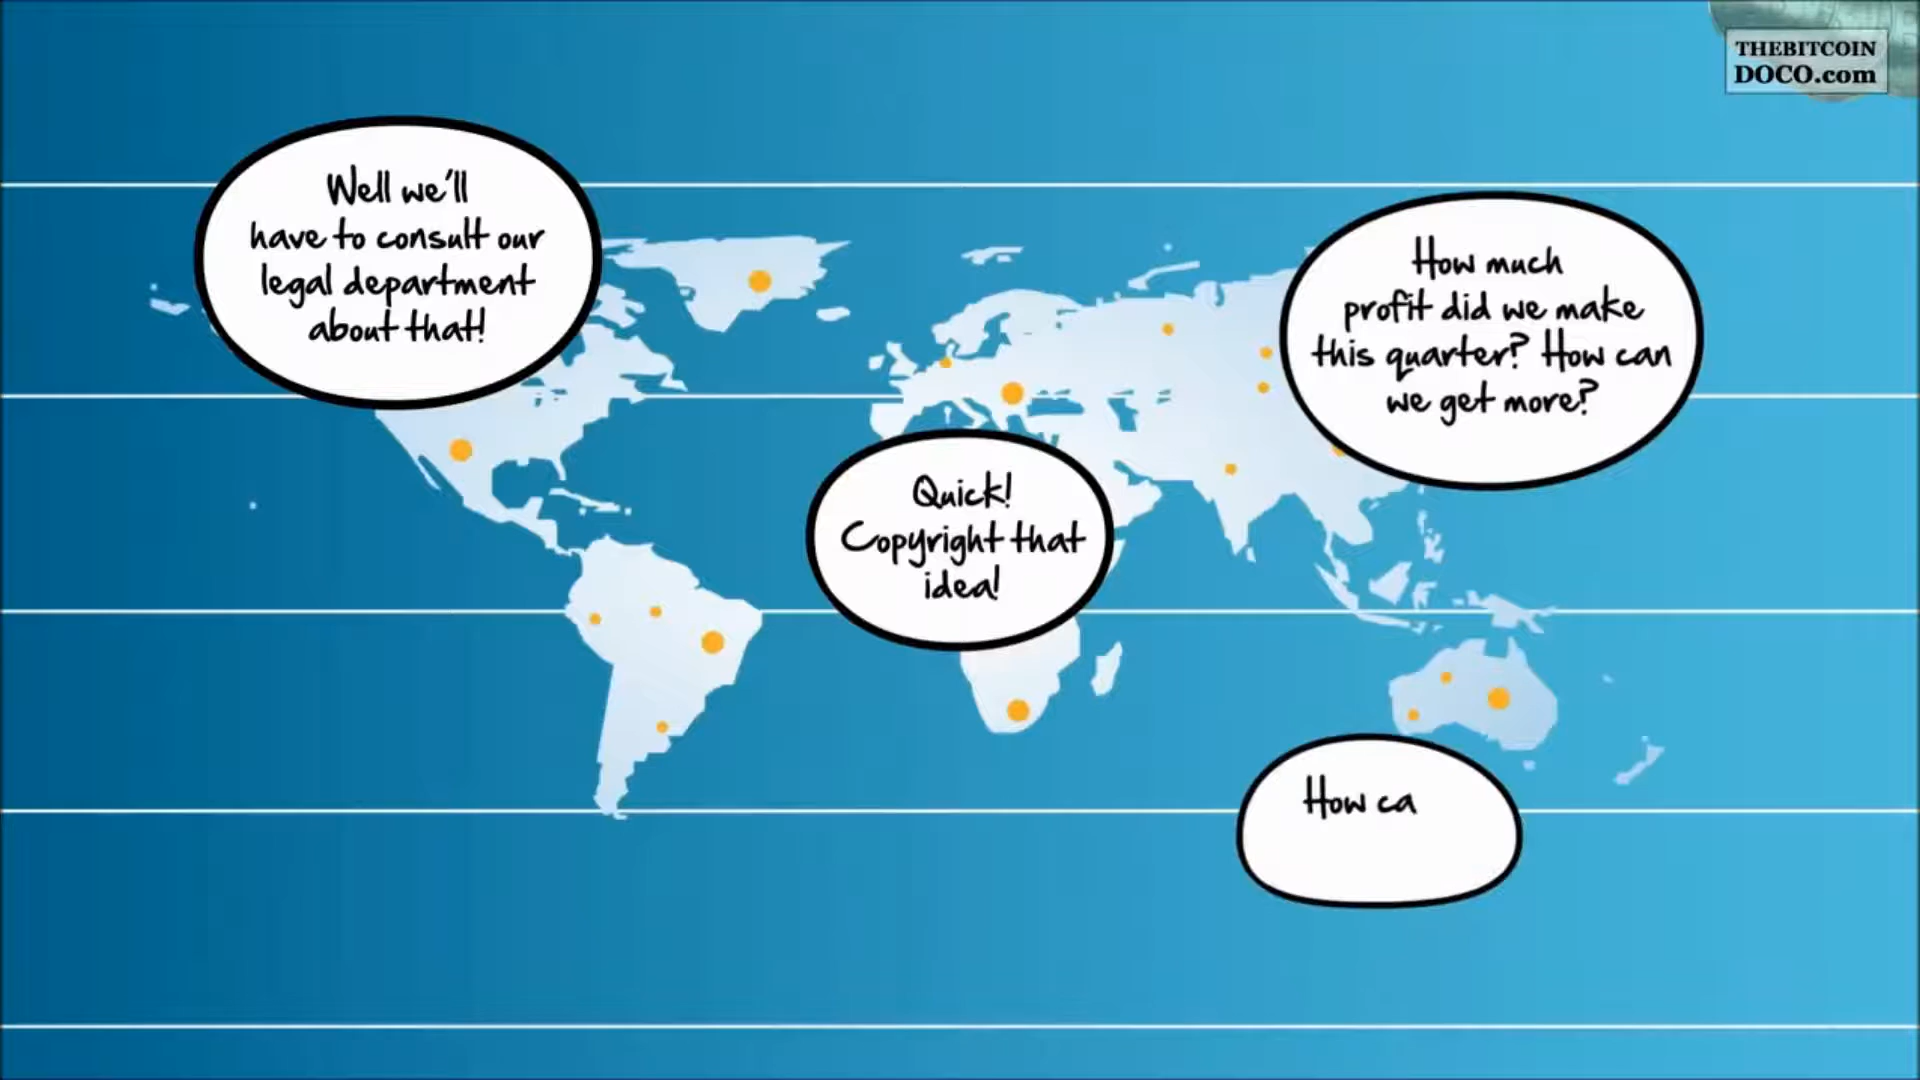 THEBITCOIN
DOCO.com
Well we'll
have to consult our
legal department
about that!
How much
profit did we make
this quarter? How can
we get more?
Quick!
Copyright that
idea!
How ca